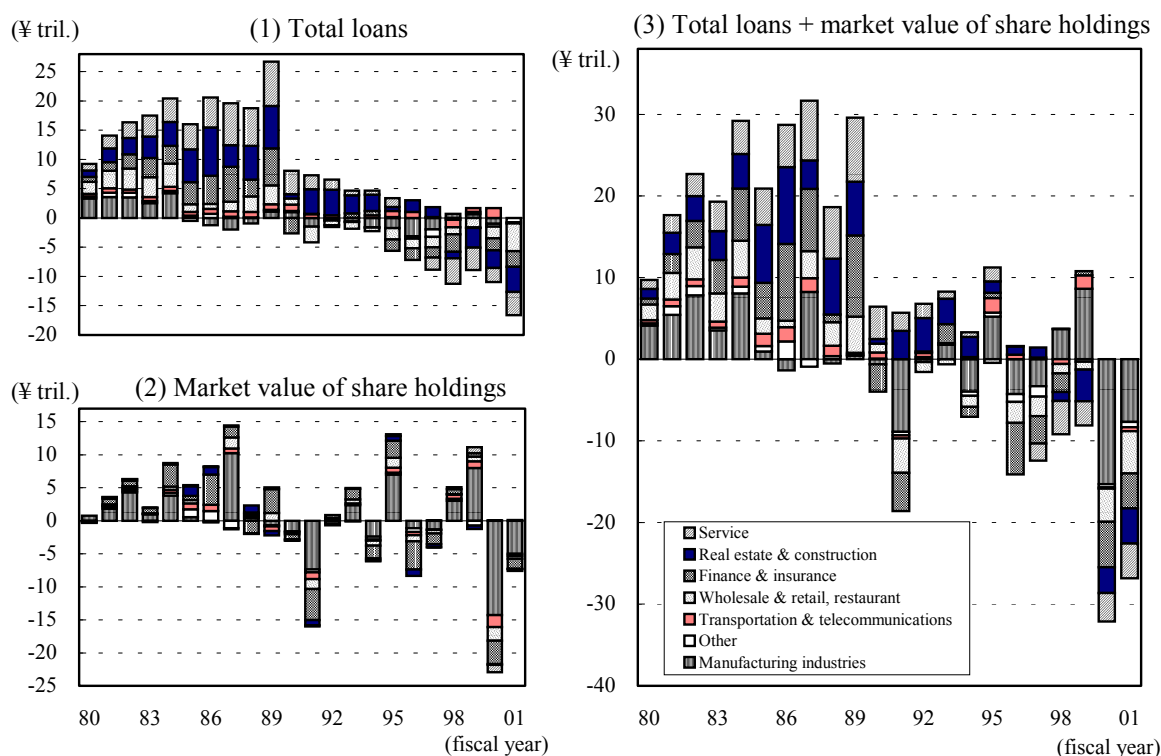 (¥ tril.)
(1) Total loans
25
20
15
10
5
0
-5
-10
-15
-20
(¥ tril.)
(2) Market value of share holdings
15
10
5
0
-5
-10
-15
-20
-25
80 83 86 89 92 95 98 01
(fiscal year)
(3) Total loans + market value of share holdings
(¥ tril.)
30
20
10
0
-10
-20
-30
-40
Service
Real estate & construction
Finance & insurance
Wholesale & retail, restaurant
Transportation & telecommunications
Other
Manufacturing industries
80 83 86 89 92 95 98 01
(fiscal year)